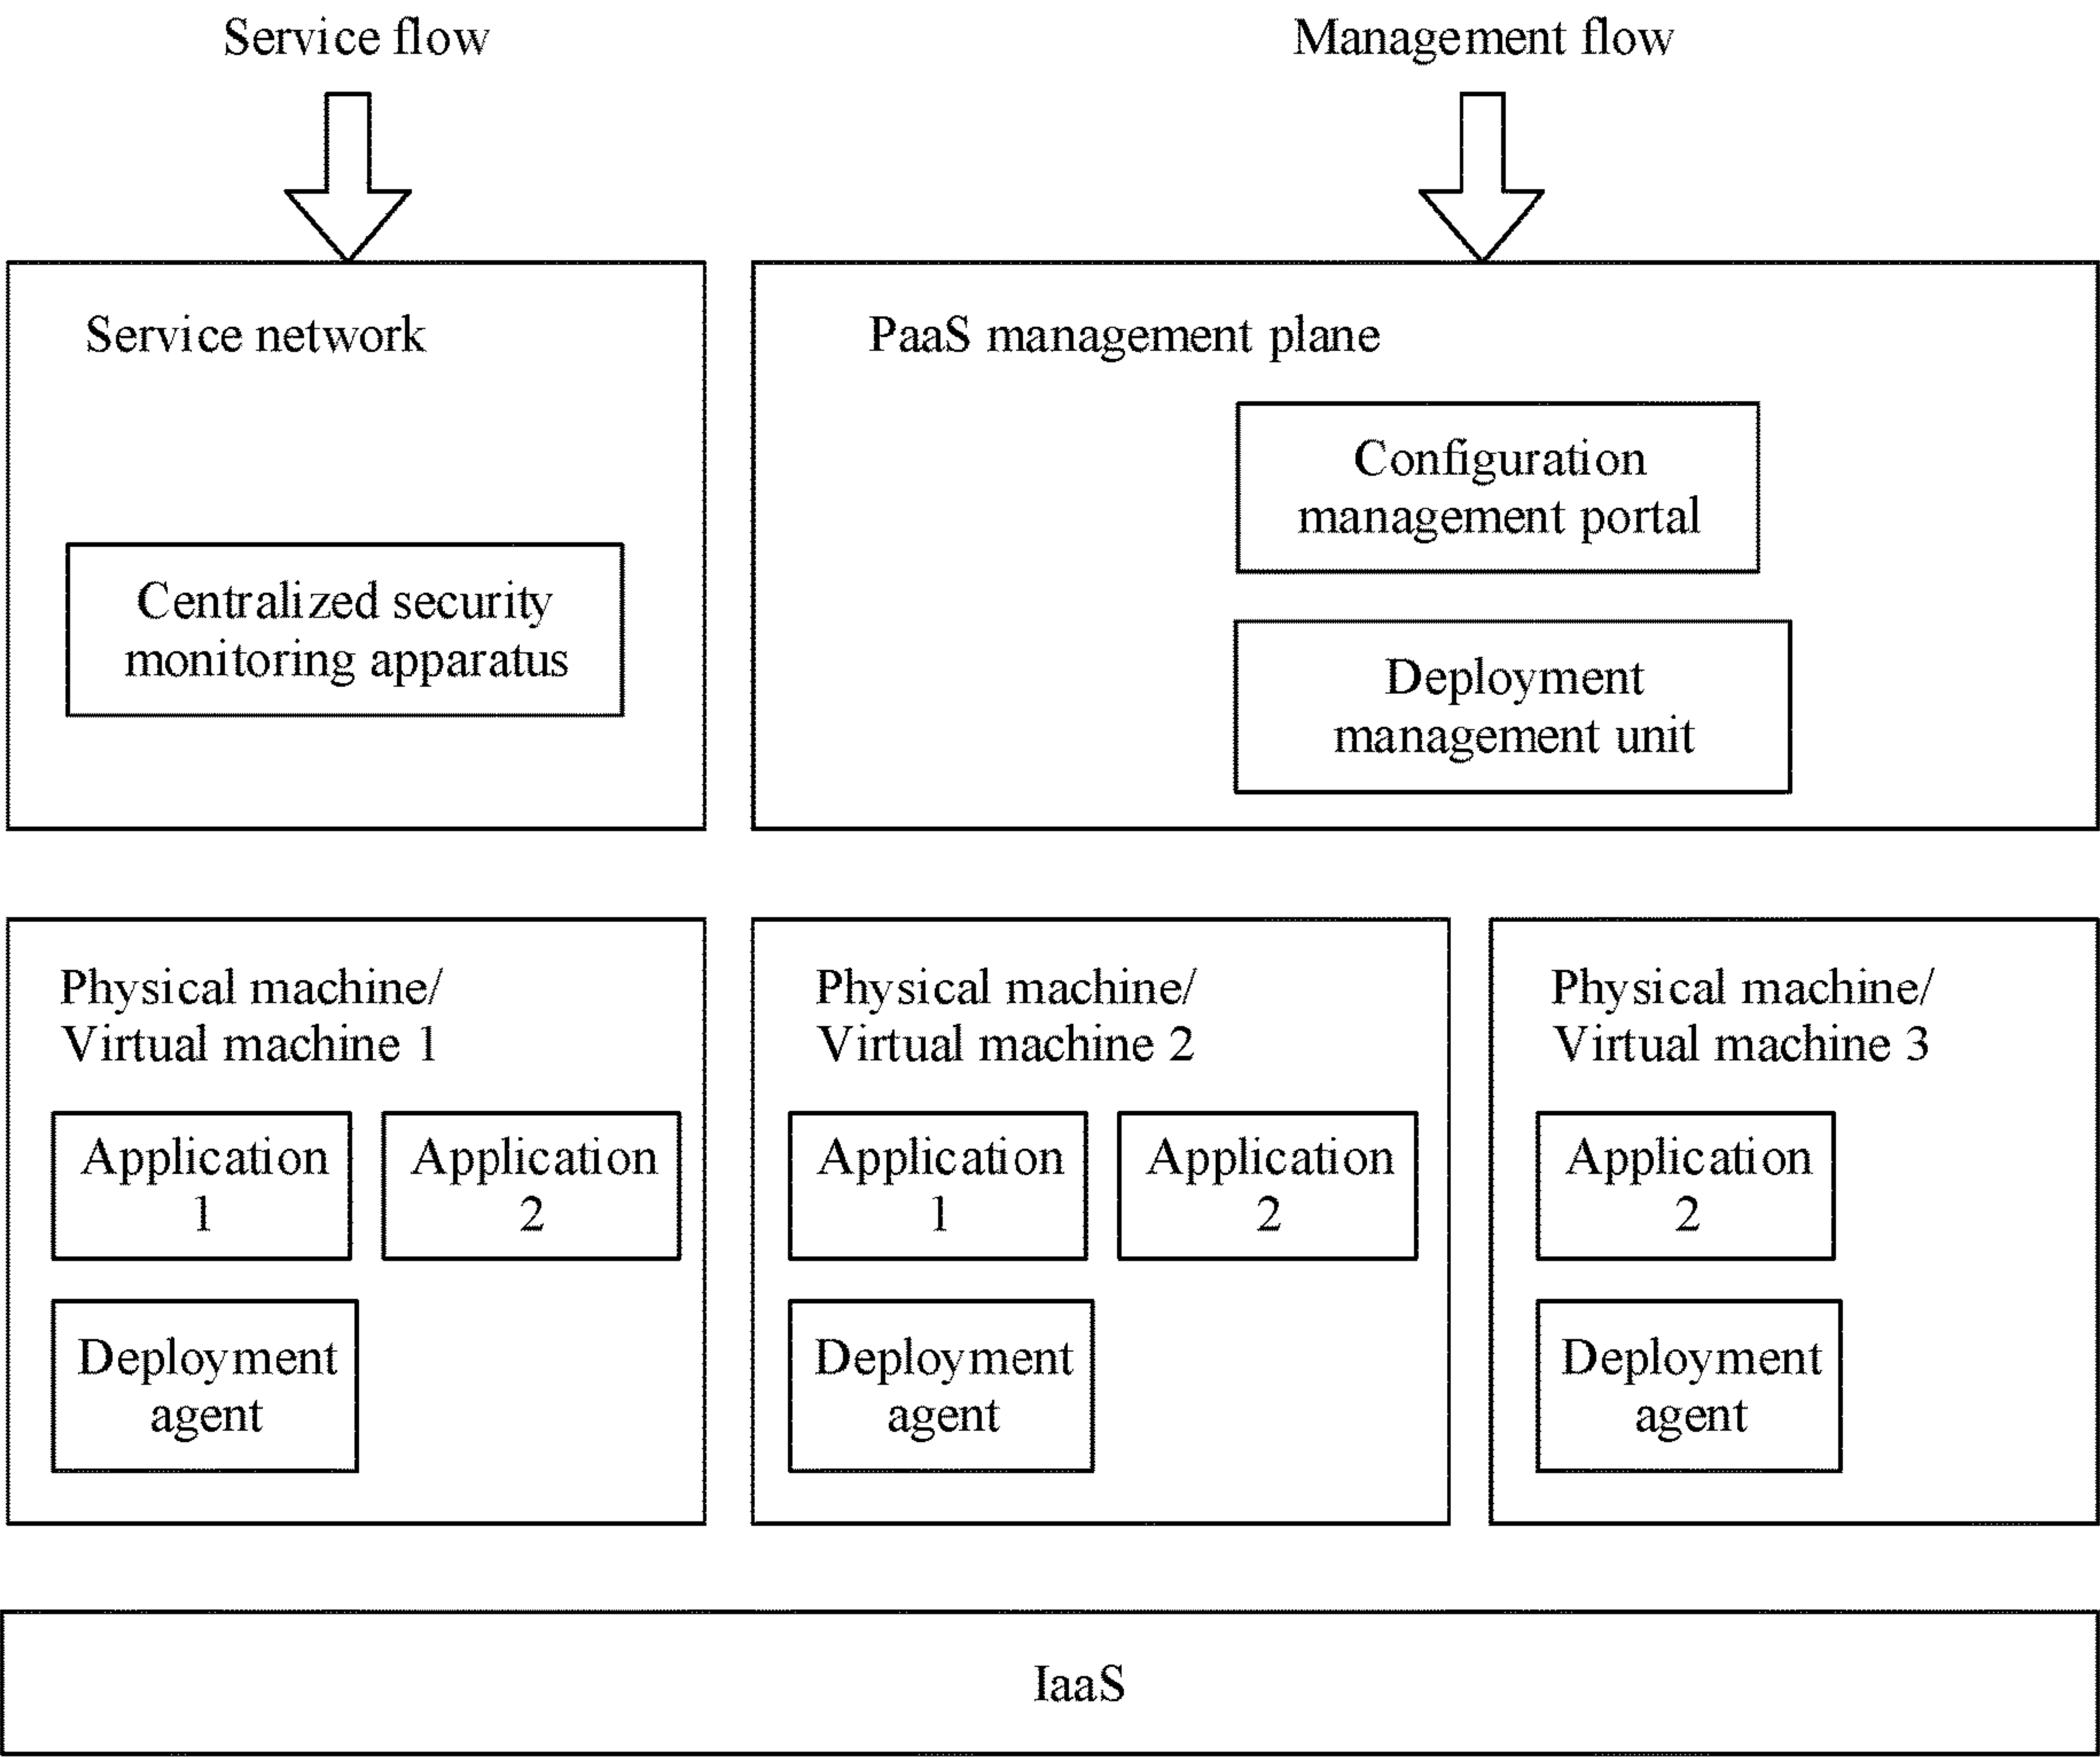 Service flow
Management flow
Service network
PaaS management plane
Configuration
management portal
Centralized security
monitoring apparatus
Deployment
management unit
Physical machine/
Virtual machine 1
Physical machine/
Virtual machine 2
Physical machine/
Virtual machine 3
Application
1
Application
2
Application
1
Application
2
Application
2
Deployment
agent
Deployment
agent
Deployment
agent
IaaS